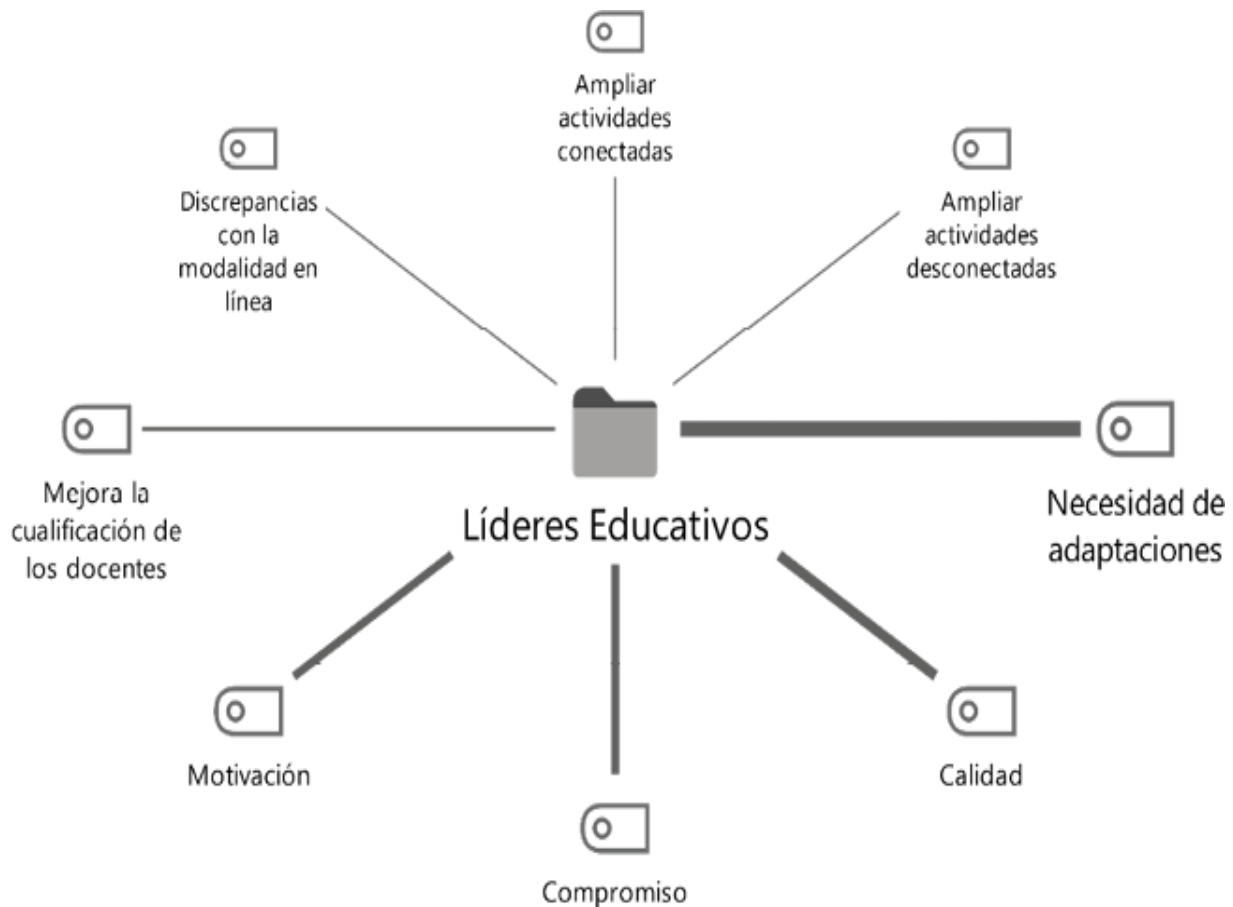 Ampliar
actividades
conectadas
Discrepancias
con la
modalidad en
línea
Ampliar
actividades
desconectadas
Mejora la
cualificación de
los docentes
Líderes Educativos
Necesidad de
adaptaciones
Motivación
Calidad
Compromiso